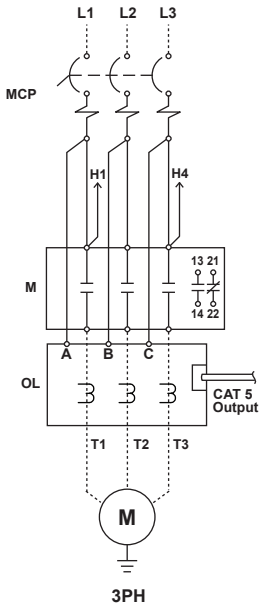 L1 L2 L3
MCP
H1 H4
13 21
M
14 22
A B C
OL
CAT 5
Output
T1 T2 T3
M
3PH